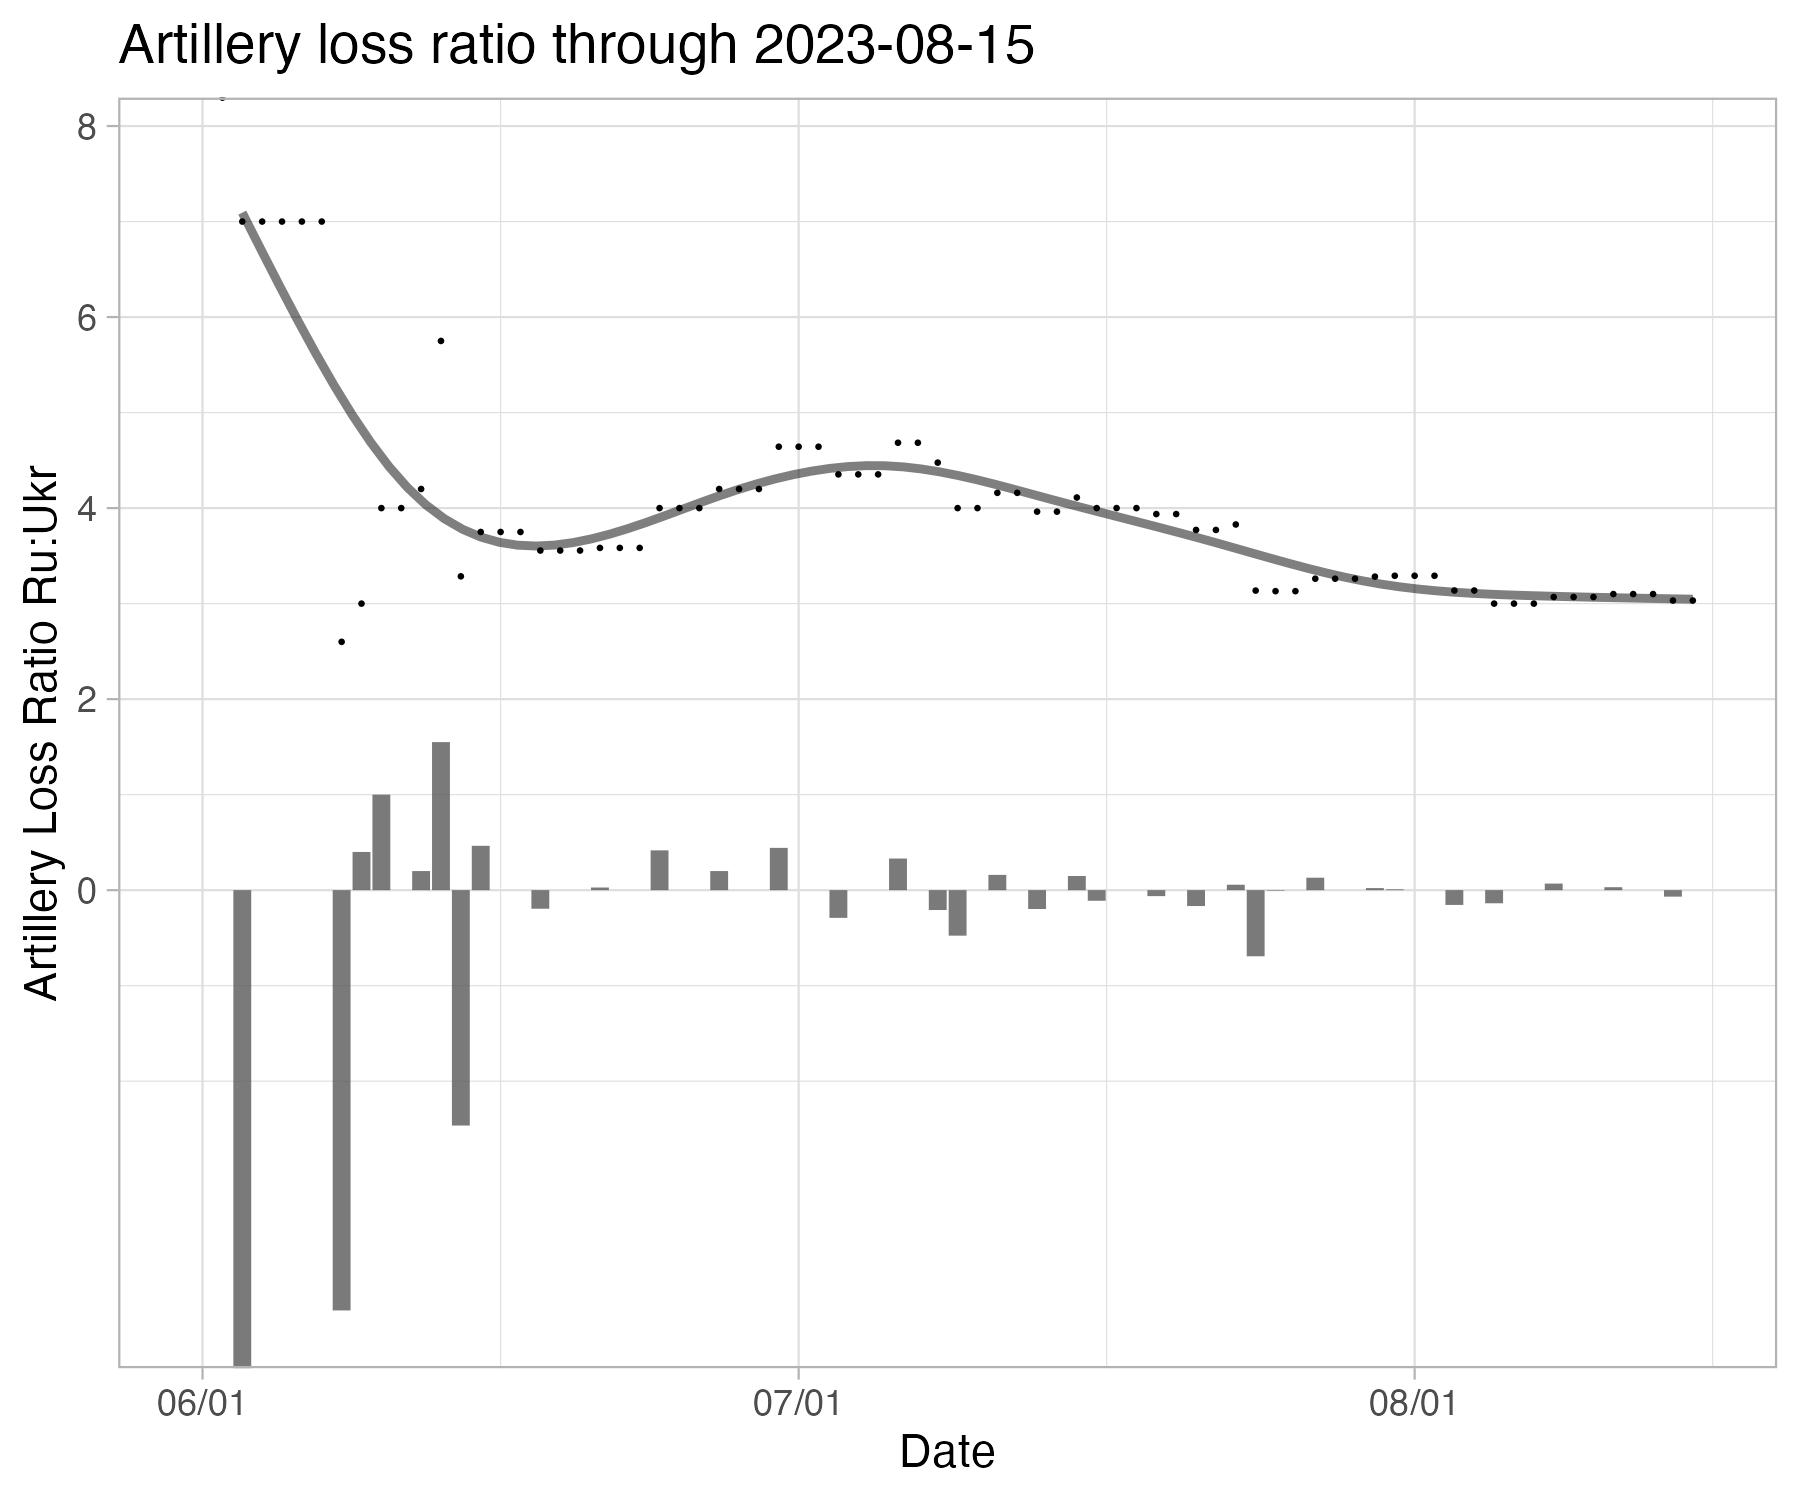 Artillery loss ratio through 2023-08-15
Artillery Loss Ratio Ru:Ukr
8
6
4
2
0
06/01
07/01
08/01
Date